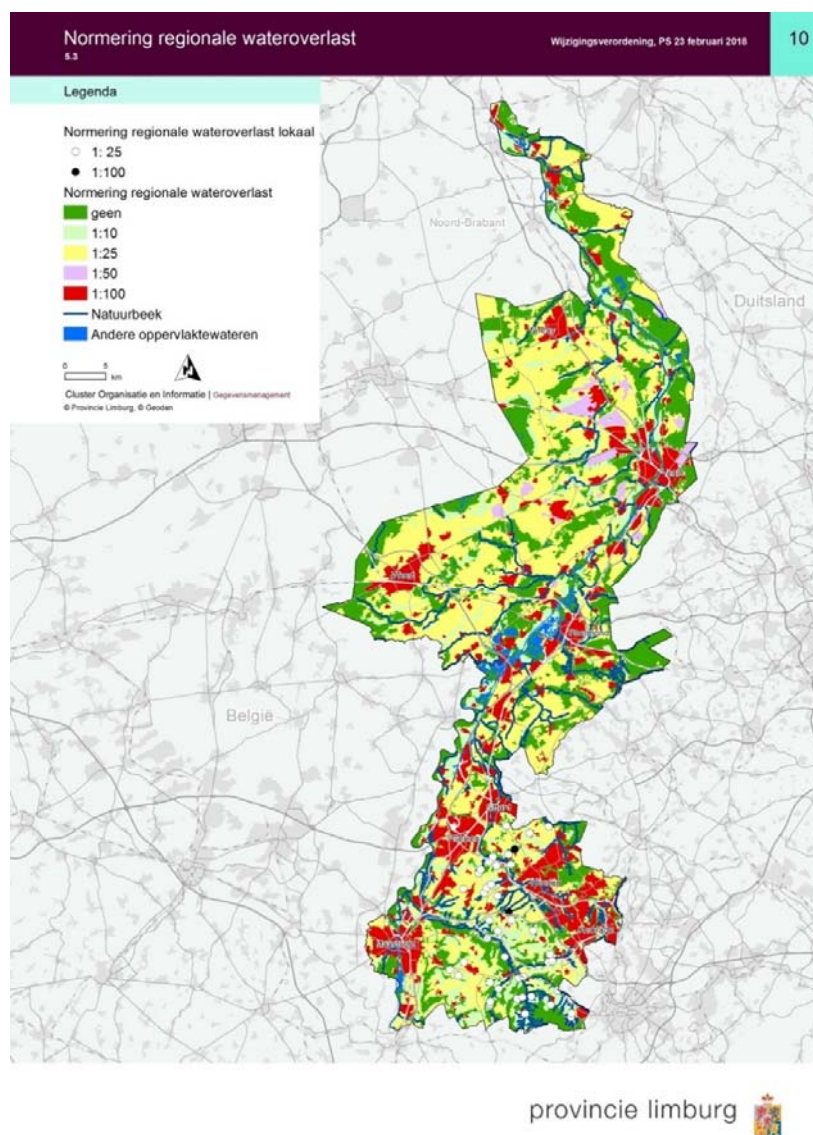 Normering regionale wateroverlast
5.3
Wijzigingsverordening, PS 23 februari 2018
10
Legenda
Normering regionale wateroverlast lokaal
1: 25
1:100
Normering regionale wateroverlast
geen
1:10
1:25
1:50
1:100
Natuurbeek
Andere oppervlaktewateren
0 5
km
Cluster Organisatie en Informatie | Gegevensmanagement
© Provincie Limburg, © Geodan
Noord-Brabant
Duitsland
België
provincie limburg